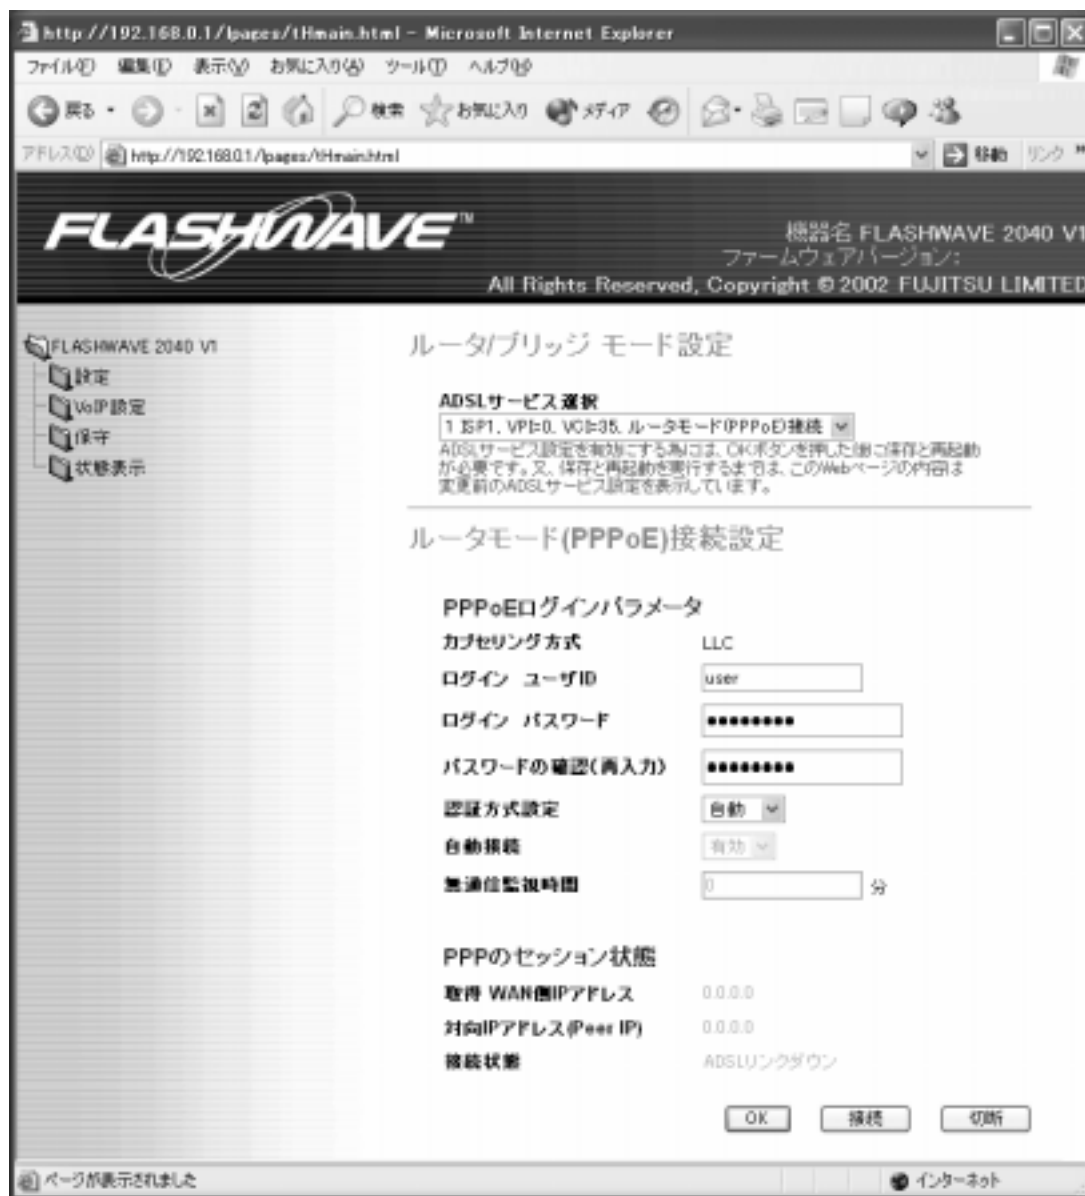 http://192.168.0.1/lpages/tHmain.html - Microsoft Internet Explorer
ファイル(F) 編集(E) 表示(V) お気に入り(A) ツール(T) ヘルプ(H)
戻る 検索 お気に入り メディア
アドレス(D) http://192.168.0.1/lpages/tHmain.html 移動 リンク »
FLASHWAVE™
機器名 FLASHWAVE 2040 V1
ファームウェアバージョン:
All Rights Reserved, Copyright © 2002 FUJITSU LIMITED
FLASHWAVE 2040 V1
設定
VoIP設定
保守
状態表示
ルータ/ブリッジ モード設定
ADSLサービス選択
1 ISP1, VPI=0, VCI=35, ルータモード(PPPoE)接続
ADSLサービス設定を有効にする為には、OKボタンを押した後に保存と再起動
が必要です。又、保存と再起動を実行するまでは、このWebページの内容は
変更前のADSLサービス設定を表示しています。
ルータモード(PPPoE)接続設定
PPPoEログインパラメータ
カプセリング方式 LLC
ログイン ユーザID user
ログイン パスワード ●●●●●●●●
パスワードの確認(再入力) ●●●●●●●●
認証方式設定 自動
自動接続 有効
無通信監視時間 0 分
PPPのセッション状態
取得 WAN側IPアドレス 0.0.0.0
対向IPアドレス(Peer IP) 0.0.0.0
接続状態 ADSLリンクダウン
OK 接続 切断
ページが表示されました インターネット